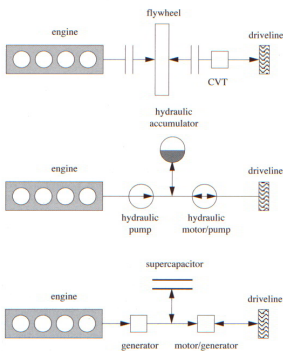 flywheel
engine
driveline
CVT
hydraulic
accumulator
engine
driveline
hydraulic
pump
hydraulic
motor/pump
supercapacitor
engine
driveline
generator
motor/generator